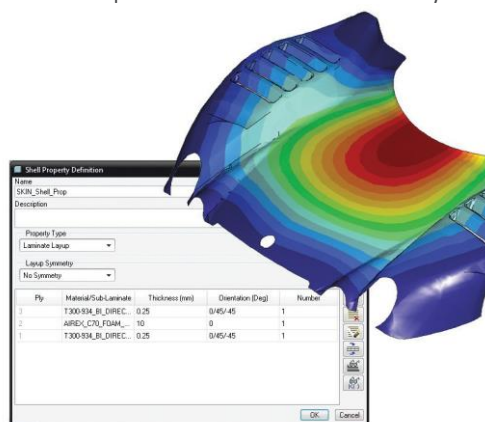 Shell Property Definition
Name
SKIN_Shell_Prop
Description
Property Type
Laminate Layup
Layup Symmetry
No Symmetry
Ply Material/Sub-Laminate Thickness (mm) Orientation (Deg) Number
3 T300-934_BI_DIREC... 0.25 0/45/-45 1
2 AIREX_C70_FOAM_... 10 0 1
1 T300-934_BI_DIREC... 0.25 0/45/-45 1
OK Cancel